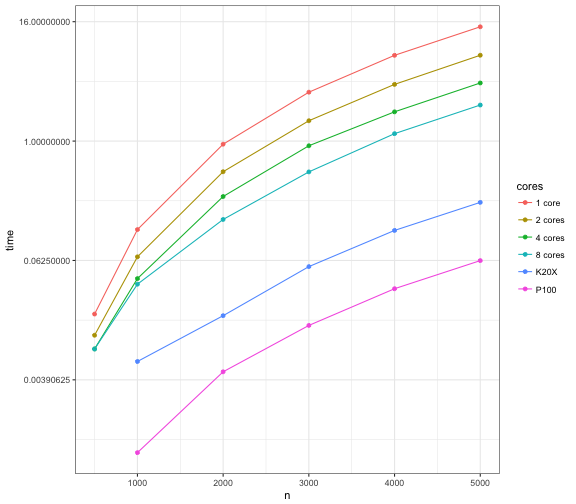 16.00000000
1.00000000
0.06250000
0.00390625
time
1000
2000
3000
4000
5000
n
cores
1 core
2 cores
4 cores
8 cores
K20X
P100